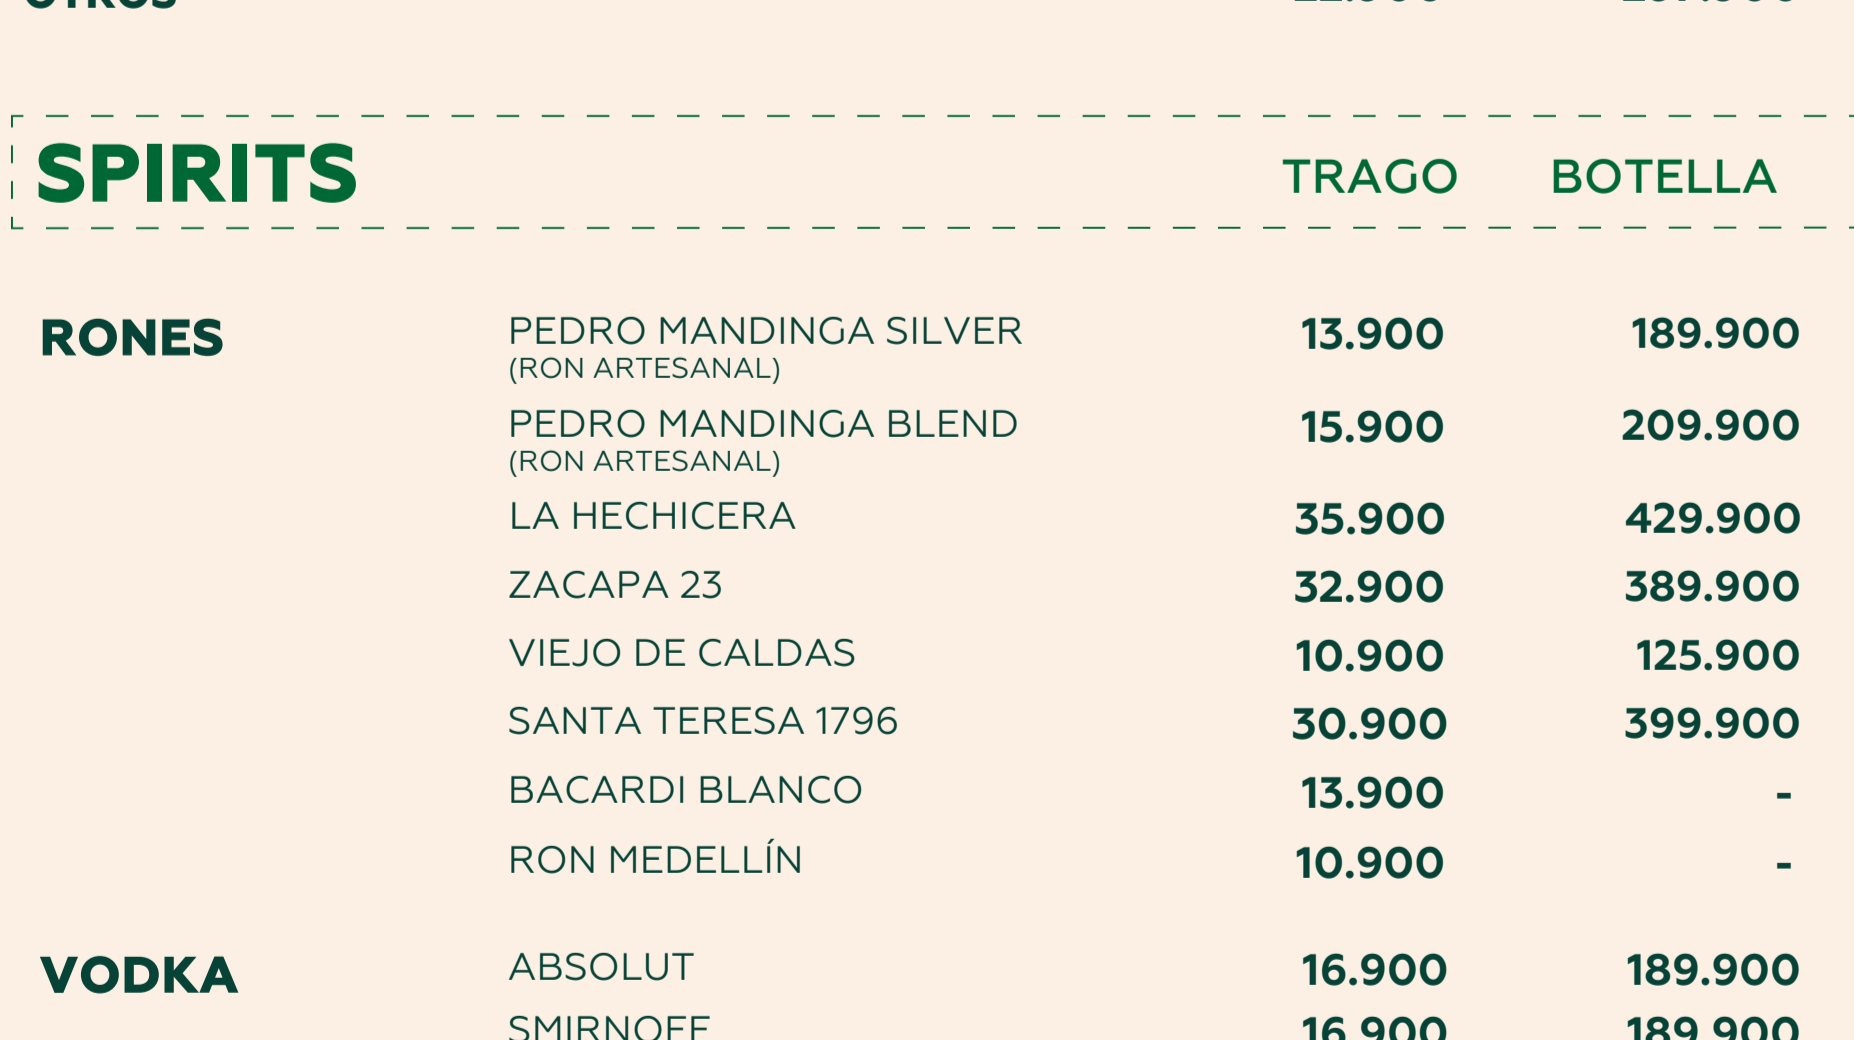 OTROS
SPIRITS TRAGO BOTELLA
RONES PEDRO MANDINGA SILVER 13.900 189.900
(RON ARTESANAL)
PEDRO MANDINGA BLEND 15.900 209.900
(RON ARTESANAL)
LA HECHICERA 35.900 429.900
ZACAPA 23 32.900 389.900
VIEJO DE CALDAS 10.900 125.900
SANTA TERESA 1796 30.900 399.900
BACARDI BLANCO 13.900 -
RON MEDELLÍN 10.900 -
VODKA ABSOLUT 16.900 189.900
SMIRNOFF 16.900 189.900